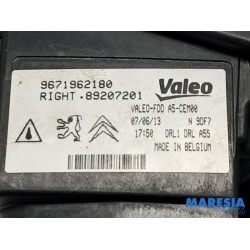 9671962180
RIGHT.89207201
Valeo
VALEO-FDD A5-CEM00
07/06/13 N 9DF7
17:50 DRL1 DRL A55
MADE IN BELGIUM
MARESIA